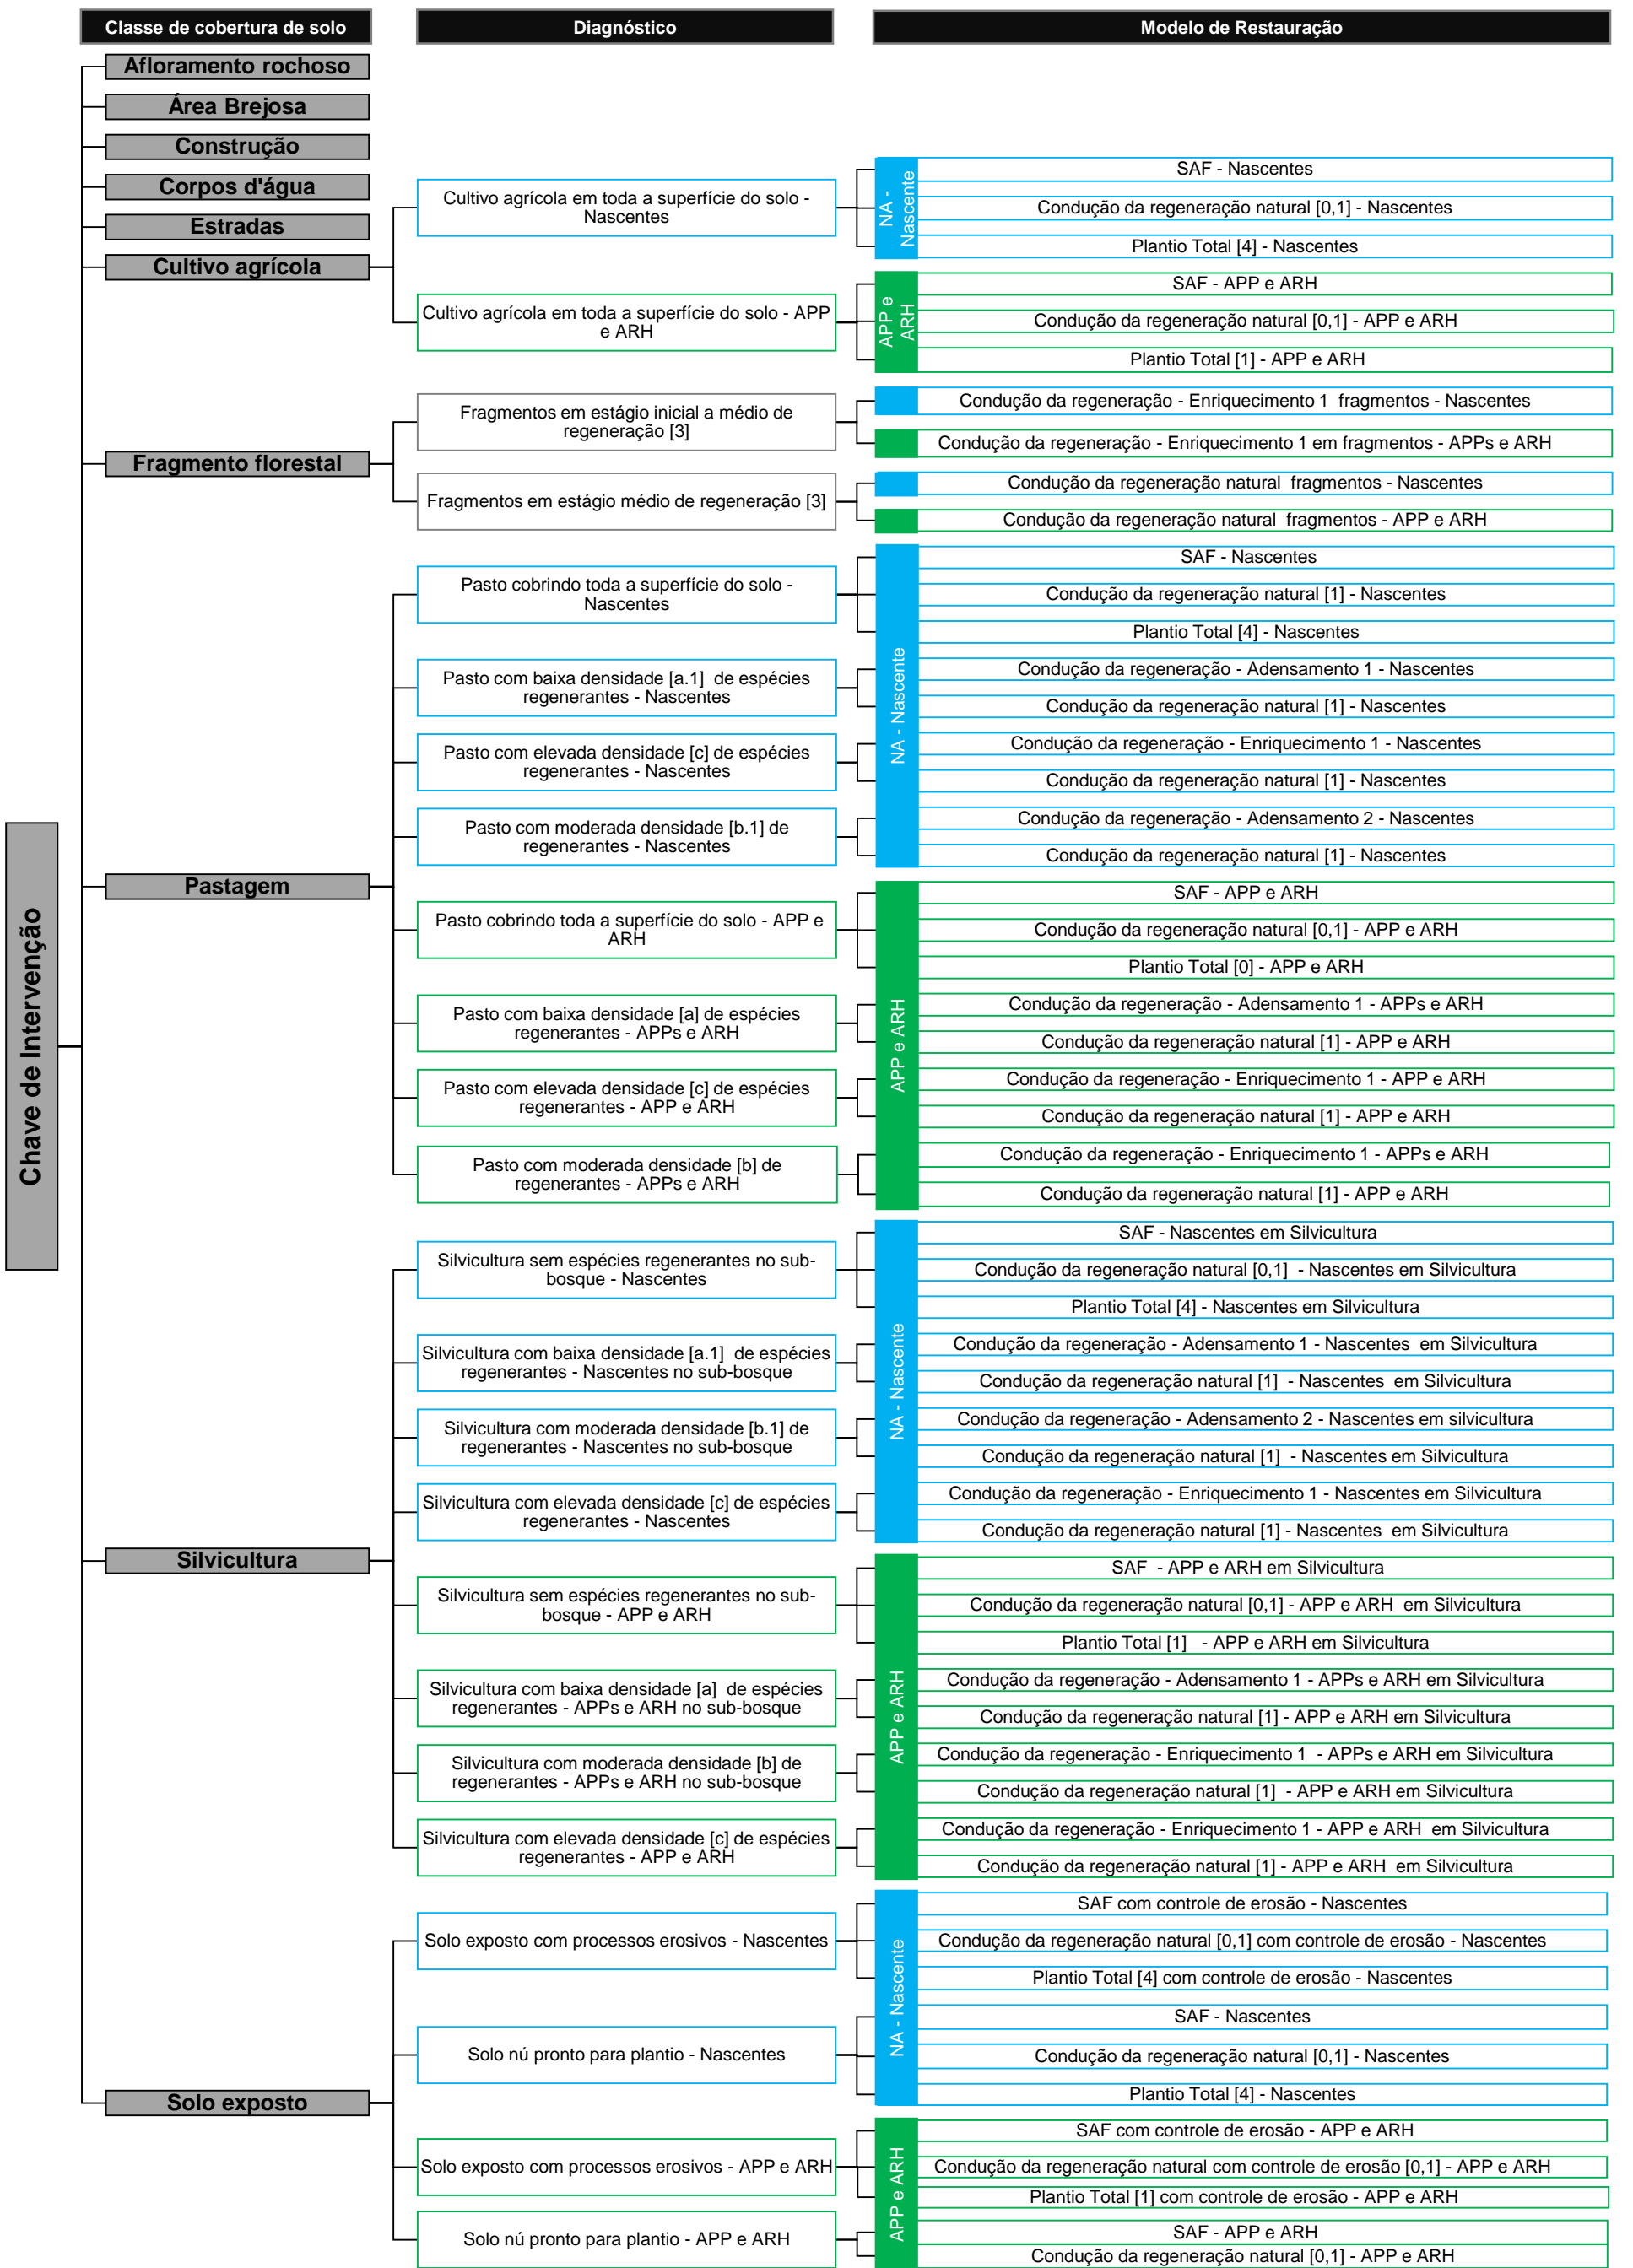 Classe de cobertura de solo
Diagnóstico
Modelo de Restauração
Chave de Intervenção
Afloramento rochoso
Área Brejosa
Construção
Corpos d'água
Estradas
Cultivo agrícola
Cultivo agrícola em toda a superfície do solo -
Nascentes
NA -
Nascente
SAF - Nascentes
Condução da regeneração natural [0,1] - Nascentes
Plantio Total [4] - Nascentes
Cultivo agrícola em toda a superfície do solo - APP
e ARH
APP e
ARH
SAF - APP e ARH
Condução da regeneração natural [0,1] - APP e ARH
Plantio Total [1] - APP e ARH
Fragmento florestal
Fragmentos em estágio inicial a médio de
regeneração [3]
Condução da regeneração - Enriquecimento 1  fragmentos - Nascentes
Condução da regeneração - Enriquecimento 1 em fragmentos - APPs e ARH
Fragmentos em estágio médio de regeneração [3]
Condução da regeneração natural  fragmentos - Nascentes
Condução da regeneração natural  fragmentos - APP e ARH
Pastagem
NA - Nascente
Pasto cobrindo toda a superfície do solo -
Nascentes
SAF - Nascentes
Condução da regeneração natural [1] - Nascentes
Plantio Total [4] - Nascentes
Pasto com baixa densidade [a.1]  de espécies
regenerantes - Nascentes
Condução da regeneração - Adensamento 1 - Nascentes
Condução da regeneração natural [1] - Nascentes
Pasto com elevada densidade [c] de espécies
regenerantes - Nascentes
Condução da regeneração - Enriquecimento 1 - Nascentes
Condução da regeneração natural [1] - Nascentes
Pasto com moderada densidade [b.1] de
regenerantes - Nascentes
Condução da regeneração - Adensamento 2 - Nascentes
Condução da regeneração natural [1] - Nascentes
APP e ARH
Pasto cobrindo toda a superfície do solo - APP e
ARH
SAF - APP e ARH
Condução da regeneração natural [0,1] - APP e ARH
Plantio Total [0] - APP e ARH
Pasto com baixa densidade [a] de espécies
regenerantes - APPs e ARH
Condução da regeneração - Adensamento 1 - APPs e ARH
Condução da regeneração natural [1] - APP e ARH
Pasto com elevada densidade [c] de espécies
regenerantes - APP e ARH
Condução da regeneração - Enriquecimento 1 - APP e ARH
Condução da regeneração natural [1] - APP e ARH
Pasto com moderada densidade [b] de
regenerantes - APPs e ARH
Condução da regeneração - Enriquecimento 1 - APPs e ARH
Condução da regeneração natural [1] - APP e ARH
Silvicultura
NA - Nascente
Silvicultura sem espécies regenerantes no sub-
bosque - Nascentes
SAF - Nascentes em Silvicultura
Condução da regeneração natural [0,1]  - Nascentes em Silvicultura
Plantio Total [4] - Nascentes em Silvicultura
Silvicultura com baixa densidade [a.1]  de espécies
regenerantes - Nascentes no sub-bosque
Condução da regeneração - Adensamento 1 - Nascentes  em Silvicultura
Condução da regeneração natural [1]  - Nascentes  em Silvicultura
Silvicultura com moderada densidade [b.1] de
regenerantes - Nascentes no sub-bosque
Condução da regeneração - Adensamento 2 - Nascentes em silvicultura
Condução da regeneração natural [1]  - Nascentes em Silvicultura
Silvicultura com elevada densidade [c] de espécies
regenerantes - Nascentes
Condução da regeneração - Enriquecimento 1 - Nascentes em Silvicultura
Condução da regeneração natural [1] - Nascentes  em Silvicultura
APP e ARH
Silvicultura sem espécies regenerantes no sub-
bosque - APP e ARH
SAF  - APP e ARH em Silvicultura
Condução da regeneração natural [0,1] - APP e ARH  em Silvicultura
Plantio Total [1]   - APP e ARH em Silvicultura
Silvicultura com baixa densidade [a]  de espécies
regenerantes - APPs e ARH no sub-bosque
Condução da regeneração - Adensamento 1 - APPs e ARH em Silvicultura
Condução da regeneração natural [1] - APP e ARH em Silvicultura
Silvicultura com moderada densidade [b] de
regenerantes - APPs e ARH no sub-bosque
Condução da regeneração - Enriquecimento 1  - APPs e ARH em Silvicultura
Condução da regeneração natural [1]  - APP e ARH em Silvicultura
Silvicultura com elevada densidade [c] de espécies
regenerantes - APP e ARH
Condução da regeneração - Enriquecimento 1 - APP e ARH  em Silvicultura
Condução da regeneração natural [1] - APP e ARH  em Silvicultura
Solo exposto
NA - Nascente
Solo exposto com processos erosivos - Nascentes
SAF com controle de erosão - Nascentes
Condução da regeneração natural [0,1] com controle de erosão - Nascentes
Plantio Total [4] com controle de erosão - Nascentes
Solo nú pronto para plantio - Nascentes
SAF - Nascentes
Condução da regeneração natural [0,1] - Nascentes
Plantio Total [4] - Nascentes
APP e ARH
Solo exposto com processos erosivos - APP e ARH
SAF com controle de erosão - APP e ARH
Condução da regeneração natural com controle de erosão [0,1] - APP e ARH
Plantio Total [1] com controle de erosão - APP e ARH
Solo nú pronto para plantio - APP e ARH
SAF - APP e ARH
Condução da regeneração natural [0,1] - APP e ARH